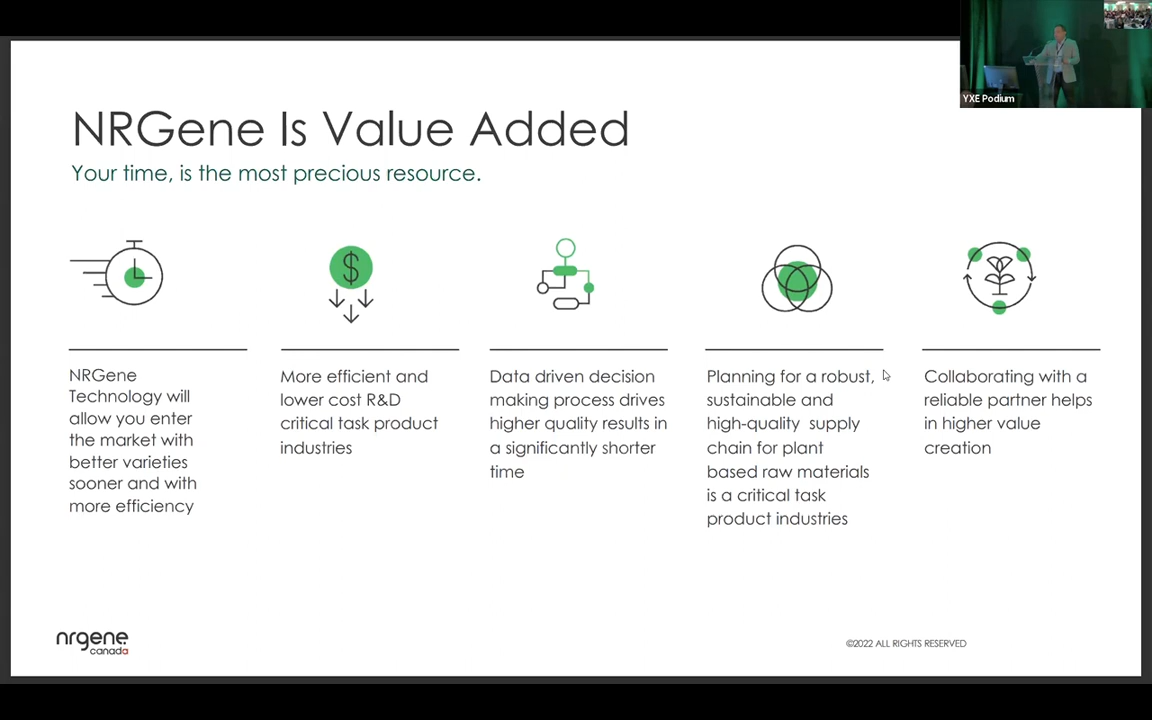 YXE Podium
NRGene Is Value Added
Your time, is the most precious resource.
$
NRGene
Technology will
allow you enter
the market with
better varieties
sooner and with
more efficiency
More efficient and
lower cost R&D
critical task product
industries
Data driven decision
making process drives
higher quality results in
a significantly shorter
time
Planning for a robust,
sustainable and
high-quality  supply
chain for plant
based raw materials
is a critical task
product industries
Collaborating with a
reliable partner helps
in higher value
creation
nrgene
canada
©2022 ALL RIGHTS RESERVED